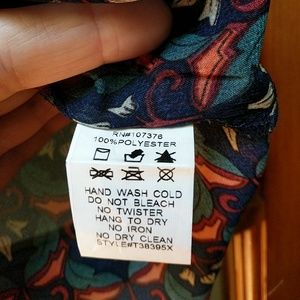 RN#107376
100%POLYESTER
HAND WASH COLD
DO NOT BLEACH
NO TWISTER
HANG TO DRY
NO IRON
NO DRY CLEAN
STYLE#T38395X